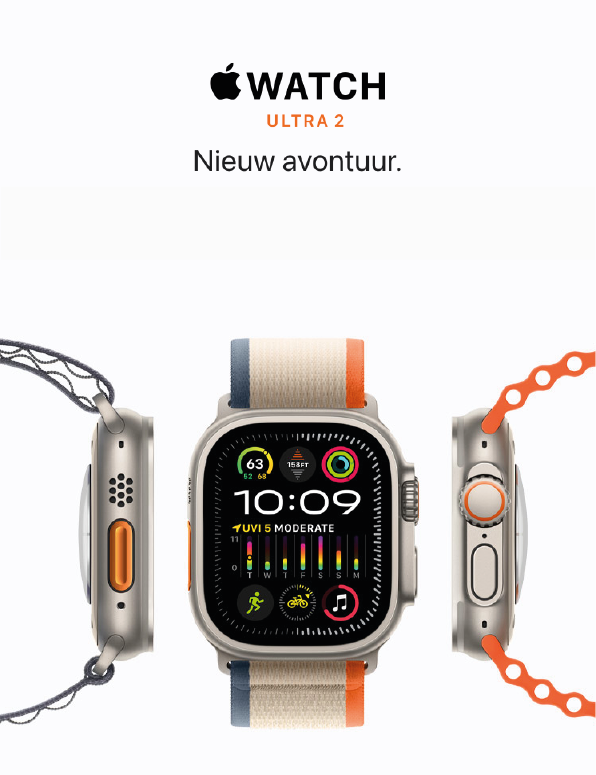 WATCH
ULTRA 2
Nieuw avontuur.
63
52 68
158FT
10:09
UVI 5 MODERATE
11
0
T W T F S S M